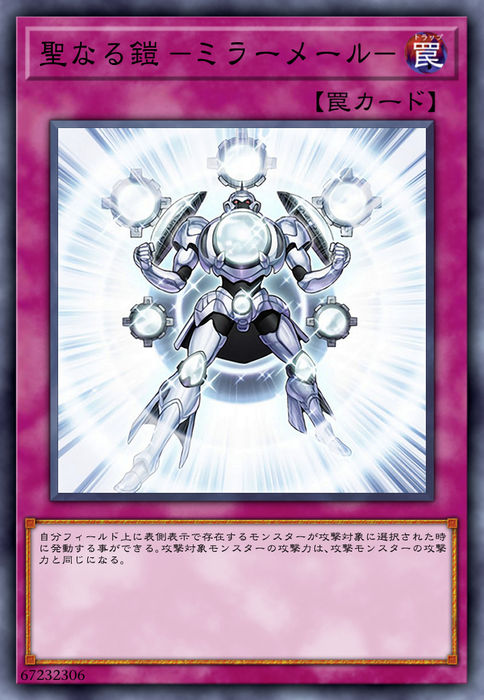 聖なる鎧 －ミラーメール－
トラップ
罠
【罠カード】
自分フィールド上に表側表示で存在するモンスターが攻撃対象に選択された時
に発動する事ができる。攻撃対象モンスターの攻撃力は、攻撃モンスターの攻撃
力と同じになる。
67232306